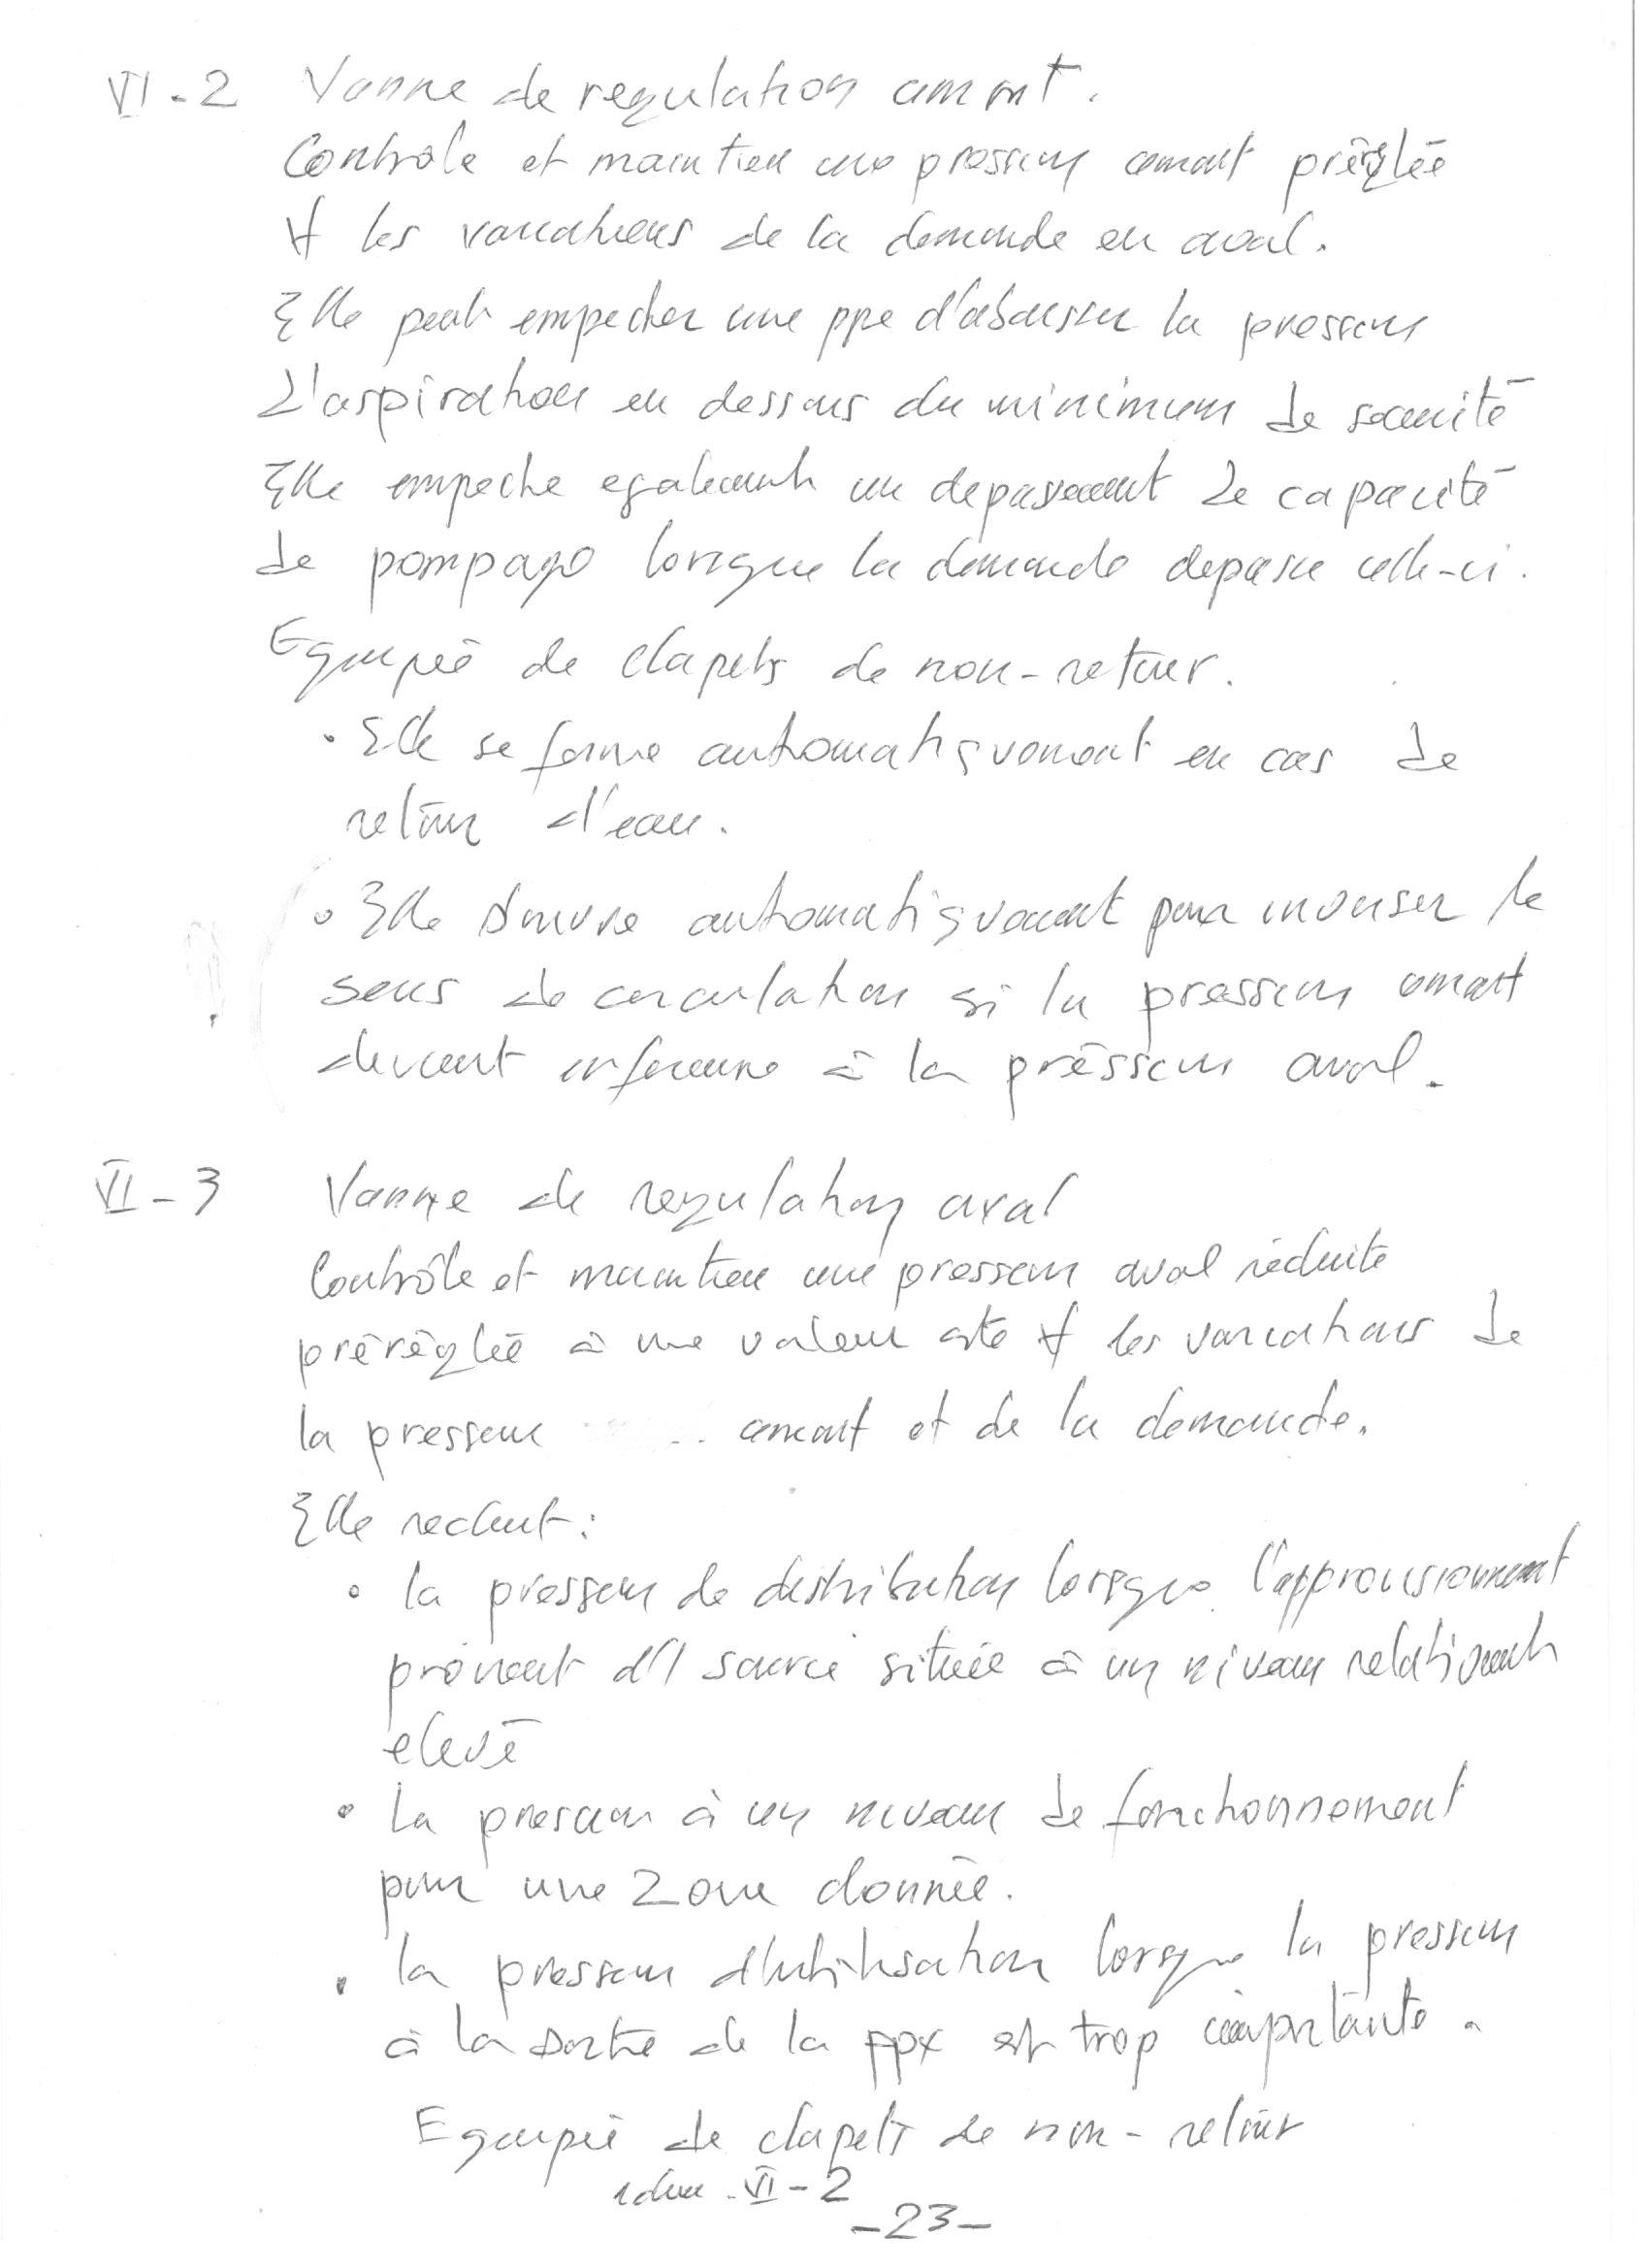 VI-2 Vanne de regulation amont.
Contrôle et maintien une pression amont prérèglée
∀ les variations de la demande en aval.
Elle peut empecher une ppe d'abaisser la pression
d'aspiration en dessous du minimum de securité
Elle empeche egalement un depassement de capacité
de pompage lorsque la demande depasse celle-ci.
Equipée de clapets de non-retour.
• Elle se ferme automatiquement en cas de
retour d'eau.
• Elle s'ouvre automatiquement pour inverser le
sens de circulation si la pression amont
devient inferieure à la préssion aval.
VI-3 Vanne de regulation aval
Contrôle et maintien une pression aval réduite
préréglée à une valeur cste ∀ les variations de
la pression amont et de la demande.
Elle reduit :
• la pression de distribution lorsque l'approvisionnement
provient d'1 source située à un niveau relativement
elevé
• la pression à un niveau de fonctionnement
pour une zone donnée.
• la pression d'utilisation lorsque la pression
à la sortie de la ppe est trop importante.
Equipée de clapets de non-retour
idem VI-2
-23-